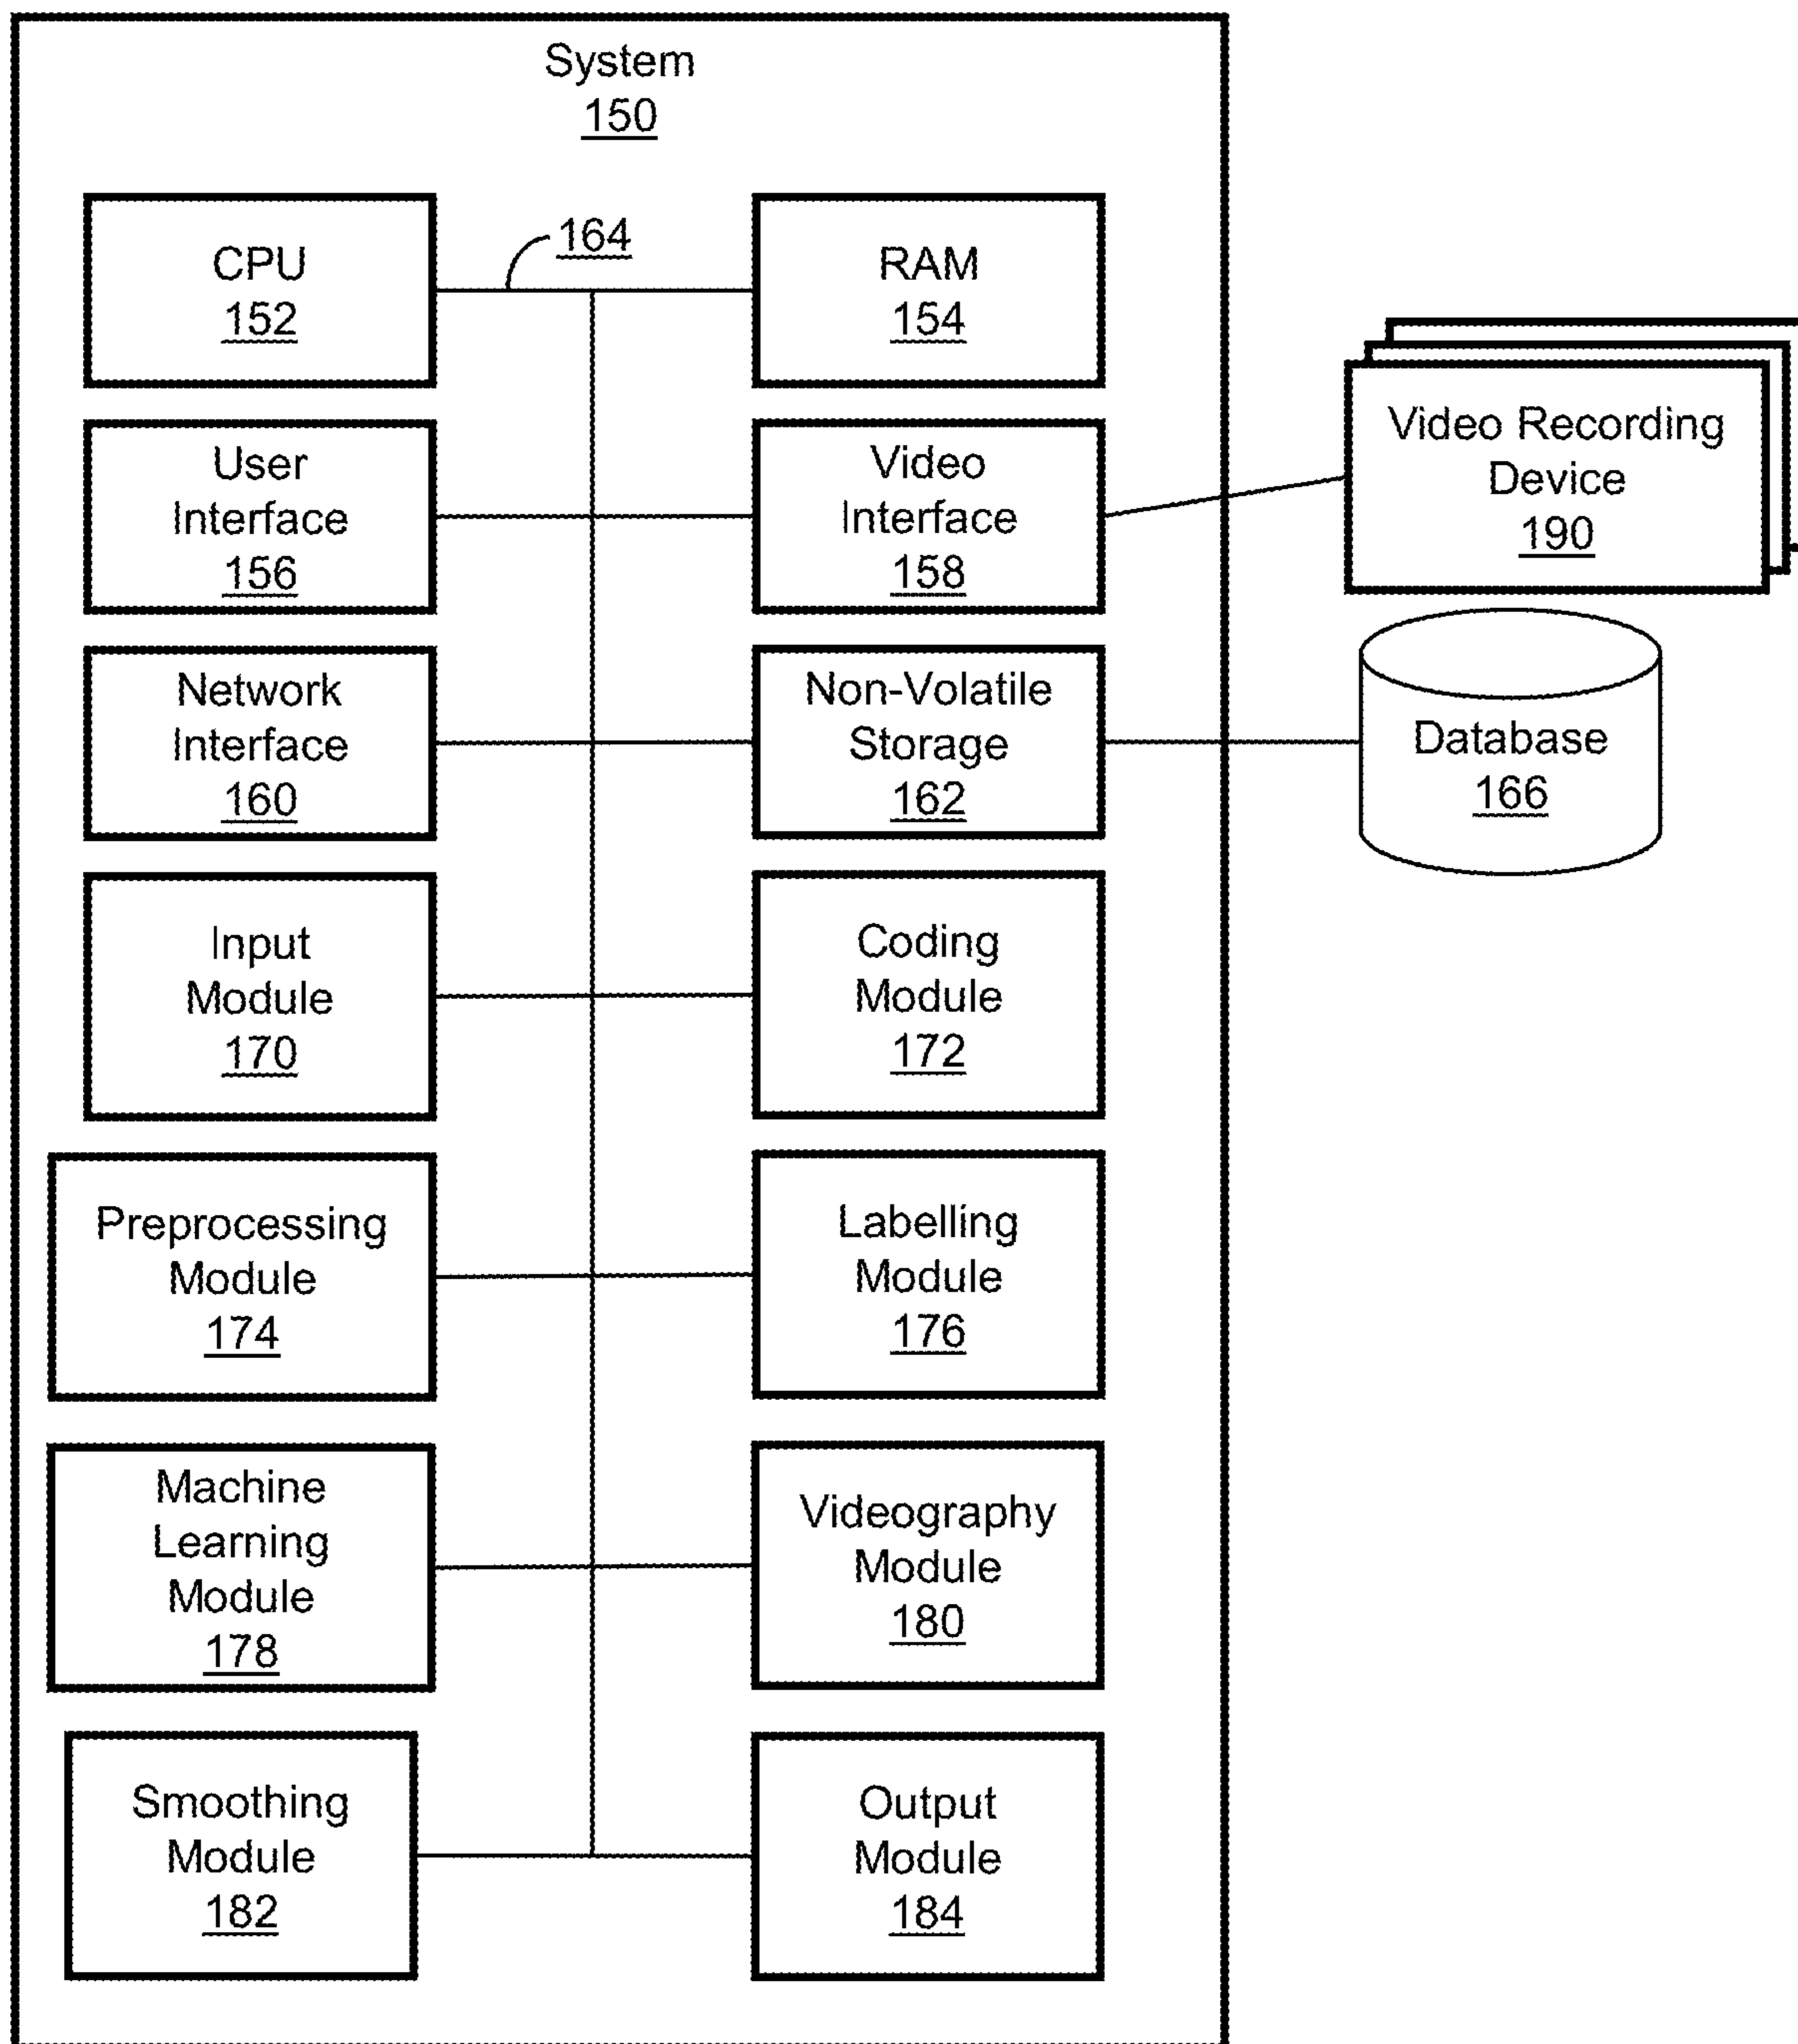 System
150
CPU
152
164
RAM
154
User
Interface
156
Video
Interface
158
Video Recording
Device
190
Network
Interface
160
Non-Volatile
Storage
162
Database
166
Input
Module
170
Coding
Module
172
Preprocessing
Module
174
Labelling
Module
176
Machine
Learning
Module
178
Videography
Module
180
Smoothing
Module
182
Output
Module
184